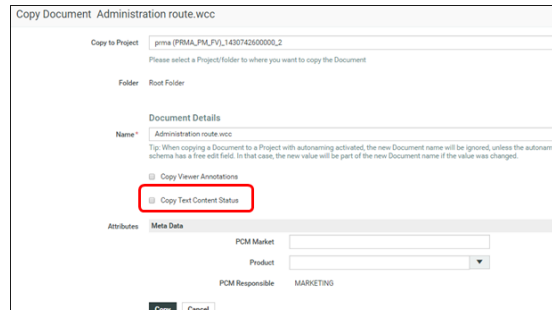 Copy Document Administration route.wcc
Copy to Project prma (PRMA_PM_FV)_1430742600000_2
Please select a Project/folder to where you want to copy the Document
Folder Root Folder
Document Details
Name* Administration route.wcc
Tip: When copying a Document to a Project with autonaming activated, the new Document name will be ignored, unless the autonam
schema has a free edit field. In that case, the new value will be part of the new Document name if the value was changed.
Copy Viewer Annotations
Copy Text Content Status
Attributes Meta Data
PCM Market
Product
PCM Responsible MARKETING
Copy Cancel